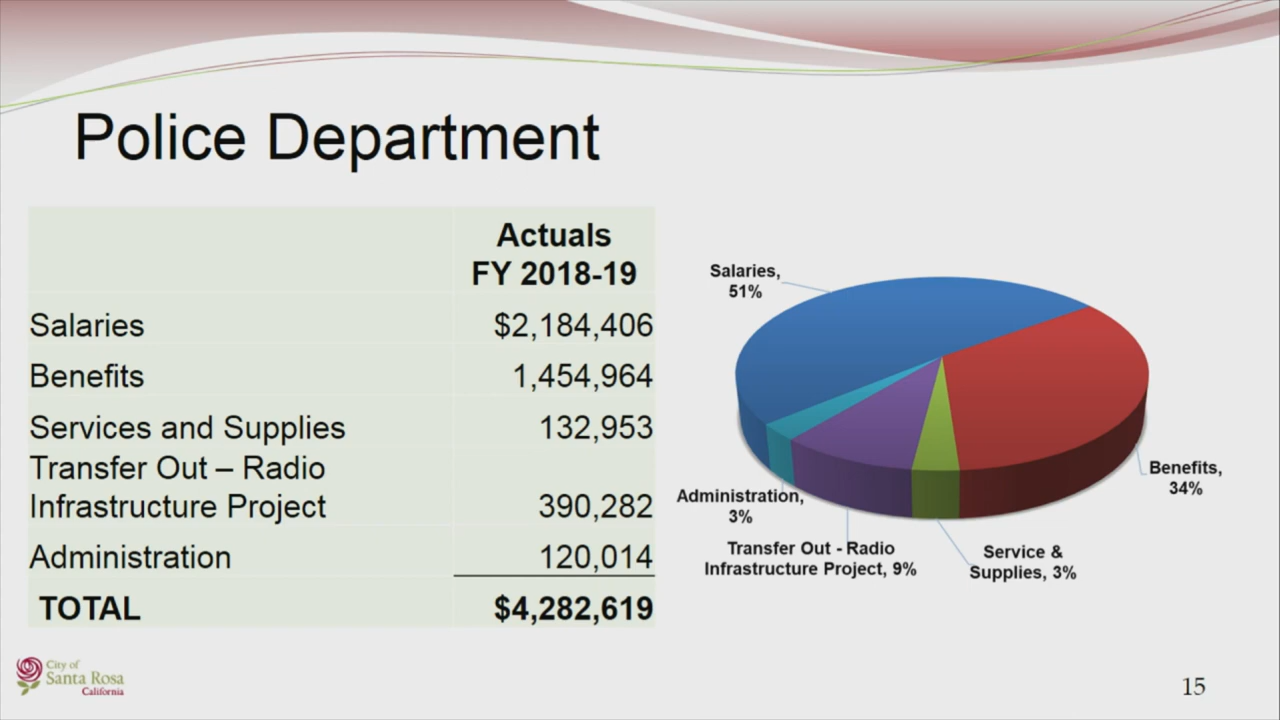 Police Department
Actuals
FY 2018-19
Salaries $2,184,406
Benefits 1,454,964
Services and Supplies 132,953
Transfer Out – Radio
Infrastructure Project 390,282
Administration 120,014
TOTAL $4,282,619
Salaries,
51%
Benefits,
34%
Administration,
3%
Transfer Out - Radio
Infrastructure Project, 9%
Service &
Supplies, 3%
City of
Santa Rosa
California
15